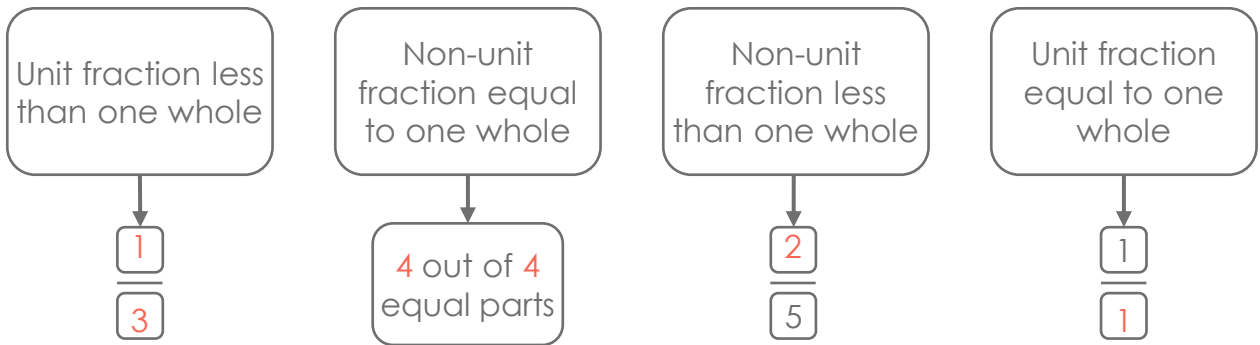 Unit fraction less
than one whole
Non-unit
fraction equal
to one whole
Non-unit
fraction less
than one whole
Unit fraction
equal to one
whole
1
3
4 out of 4
equal parts
2
5
1
1